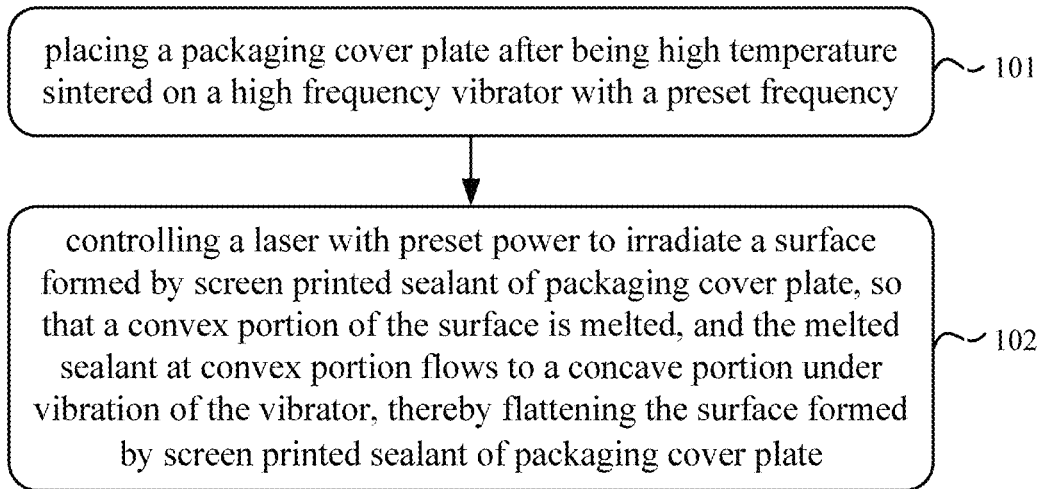 placing a packaging cover plate after being high temperature
sintered on a high frequency vibrator with a preset frequency
101
controlling a laser with preset power to irradiate a surface
formed by screen printed sealant of packaging cover plate, so
that a convex portion of the surface is melted, and the melted
sealant at convex portion flows to a concave portion under
vibration of the vibrator, thereby flattening the surface formed
by screen printed sealant of packaging cover plate
102